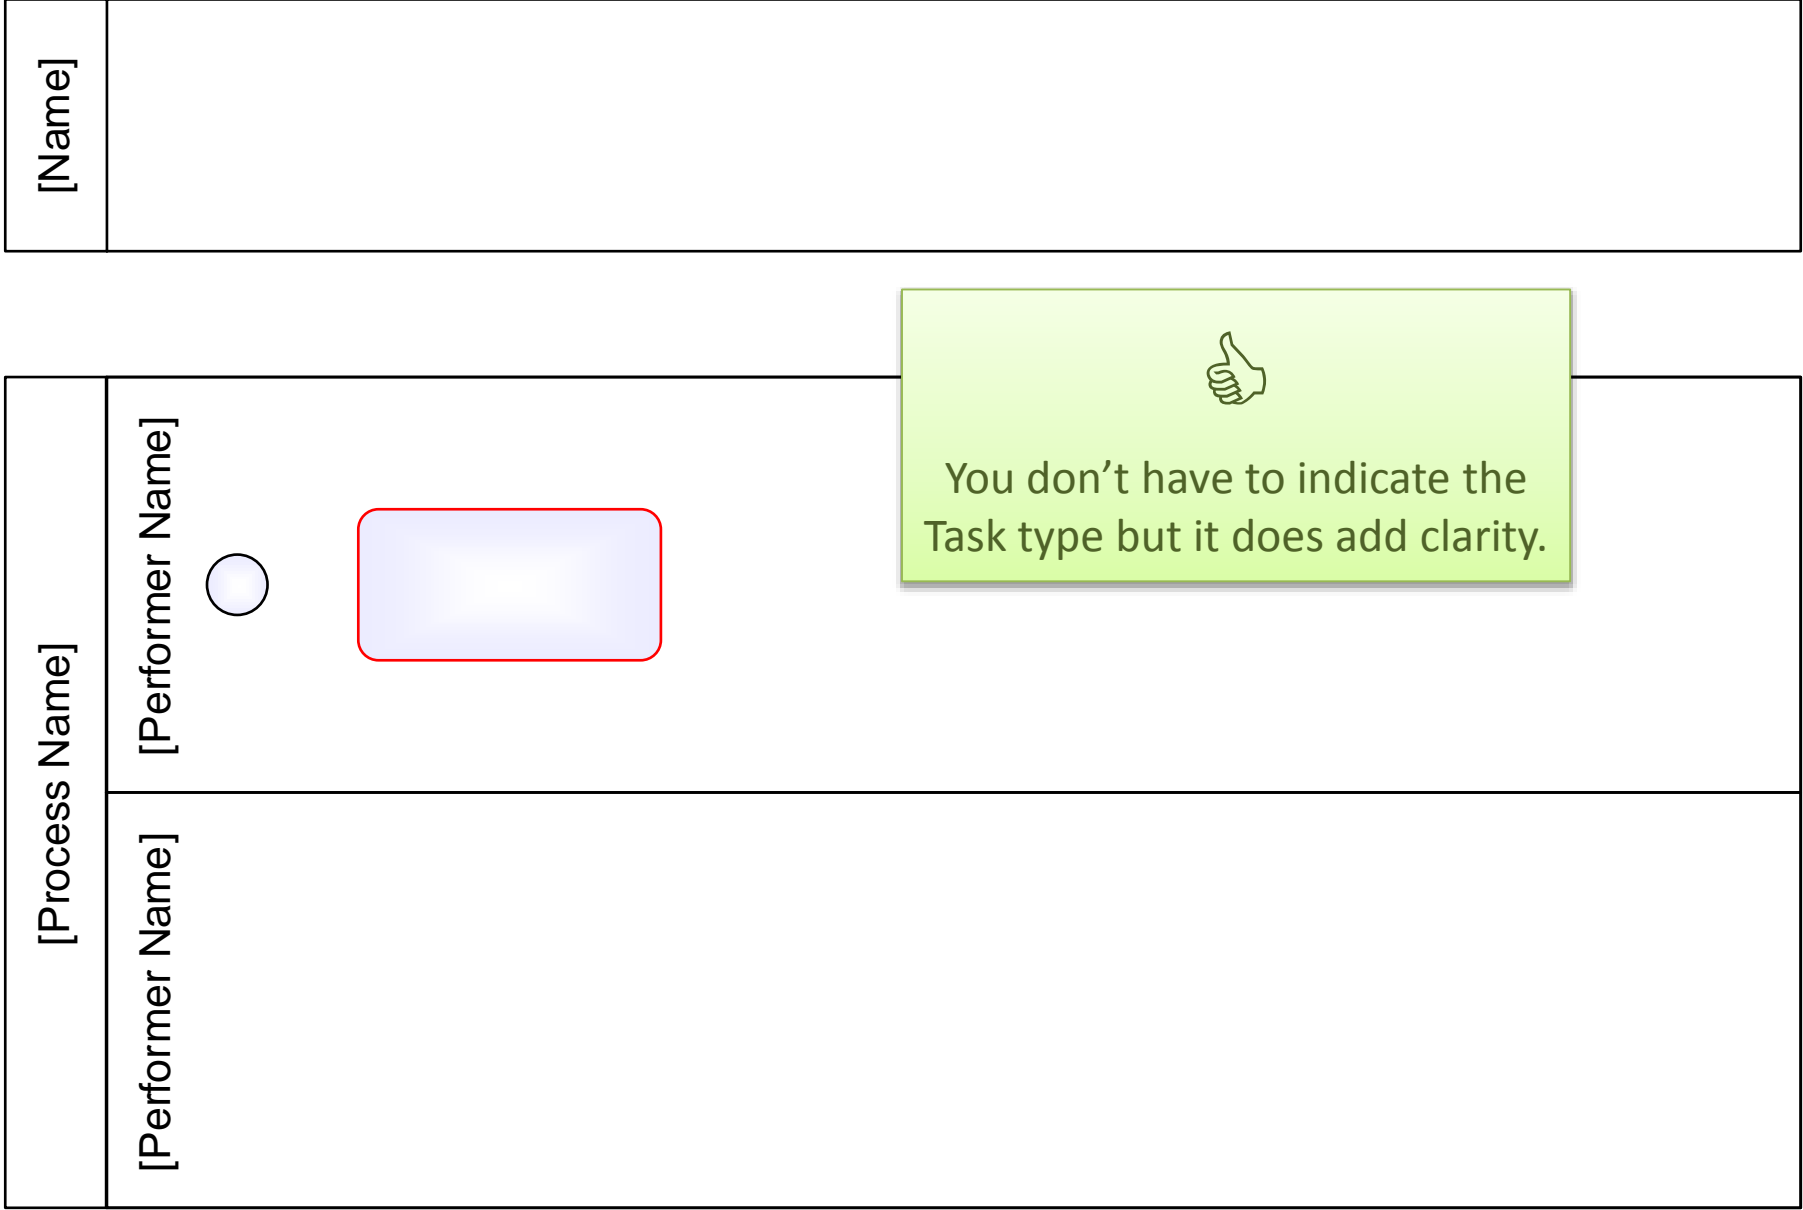 [Name]
[Process Name]
[Performer Name]
You don’t have to indicate the
Task type but it does add clarity.
[Performer Name]